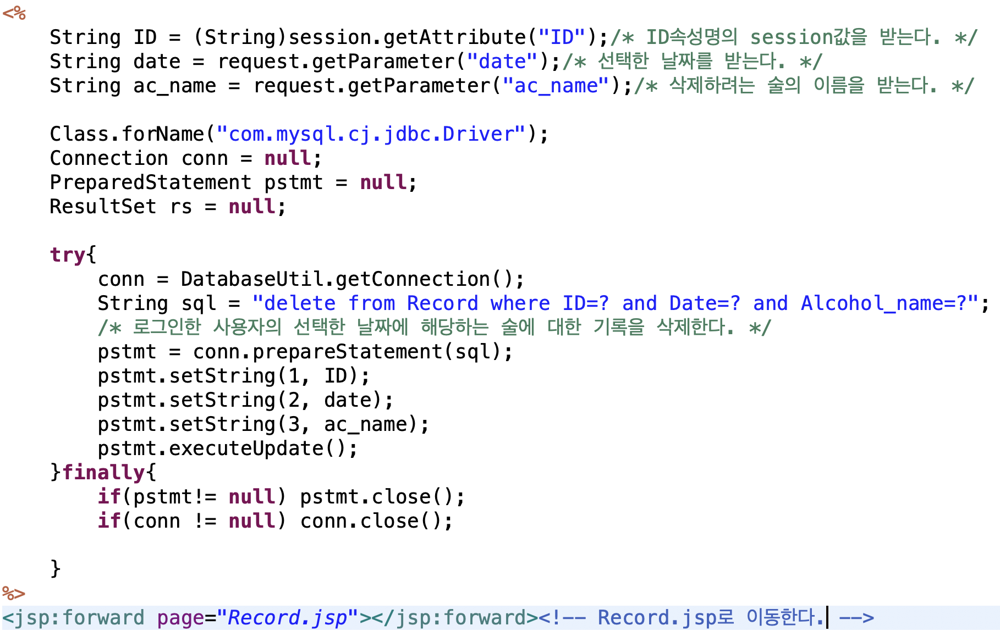 <%
String ID = (String)session.getAttribute("ID");/* ID속성명의 session값을 받는다. */
String date = request.getParameter("date");/* 선택한 날짜를 받는다. */
String ac_name = request.getParameter("ac_name");/* 삭제하려는 술의 이름을 받는다. */
Class.forName("com.mysql.cj.jdbc.Driver");
Connection conn = null;
PreparedStatement pstmt = null;
ResultSet rs = null;
try{
conn = DatabaseUtil.getConnection();
String sql = "delete from Record where ID=? and Date=? and Alcohol_name=?";
/* 로그인한 사용자의 선택한 날짜에 해당하는 술에 대한 기록을 삭제한다. */
pstmt = conn.prepareStatement(sql);
pstmt.setString(1, ID);
pstmt.setString(2, date);
pstmt.setString(3, ac_name);
pstmt.executeUpdate();
}finally{
if(pstmt!= null) pstmt.close();
if(conn != null) conn.close();
}
%>
<jsp:forward page="Record.jsp"></jsp:forward><!-- Record.jsp로 이동한다. -->